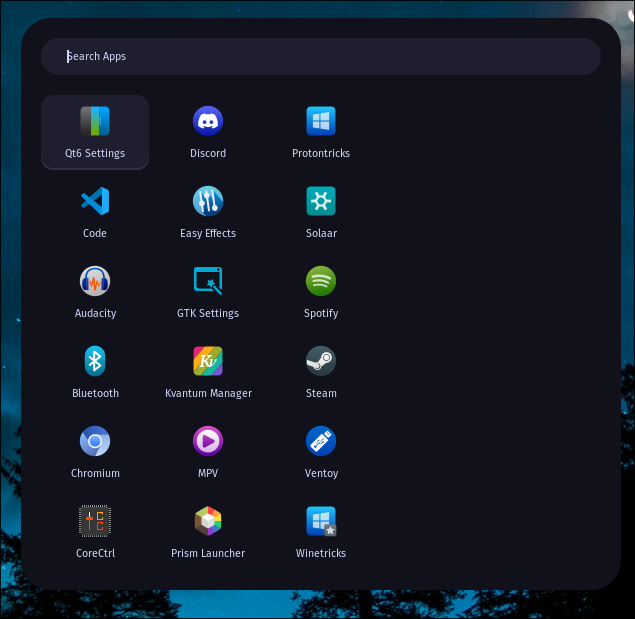 Search Apps
Qt6 Settings
Discord
Protontricks
Code
Easy Effects
Solaar
Audacity
GTK Settings
Spotify
Bluetooth
Kv
Kvantum Manager
Steam
Chromium
MPV
Ventoy
CoreCtrl
Prism Launcher
Winetricks